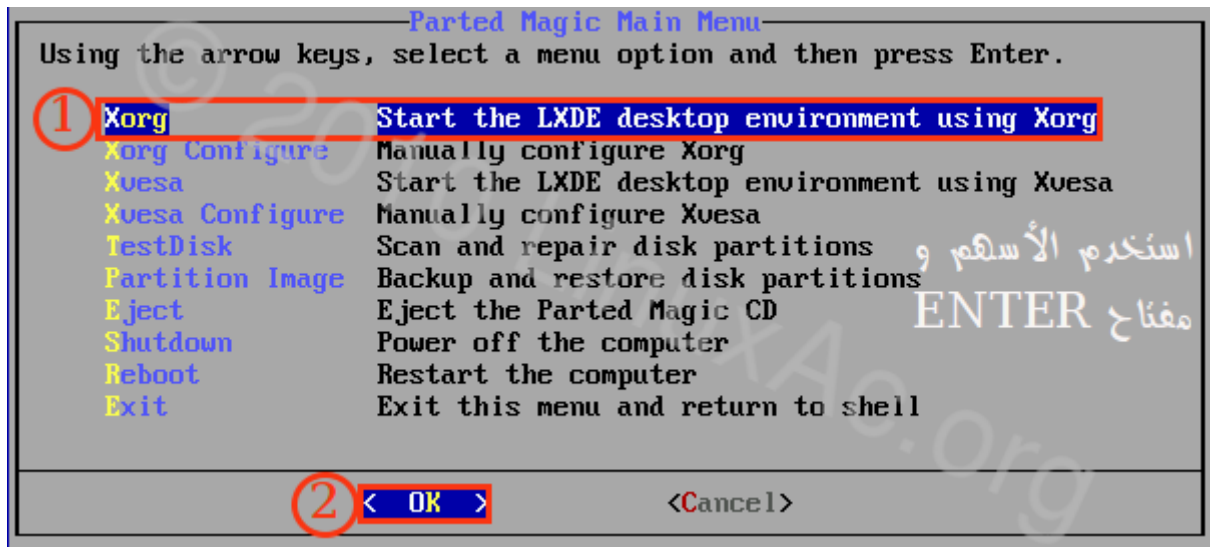 Parted Magic Main Menu
Using the arrow keys, select a menu option and then press Enter.
1 Xorg Start the LXDE desktop environment using Xorg
Xorg Configure Manually configure Xorg
Xvesa Start the LXDE desktop environment using Xvesa
Xvesa Configure Manually configure Xvesa
TestDisk Scan and repair disk partitions
Partition Image Backup and restore disk partitions
Eject Eject the Parted Magic CD
Shutdown Power off the computer
Reboot Restart the computer
Exit Exit this menu and return to shell
استخدم الأسهم و
مفتاح ENTER
2 < OK > <Cancel>
© 2010 LinuxAc.org